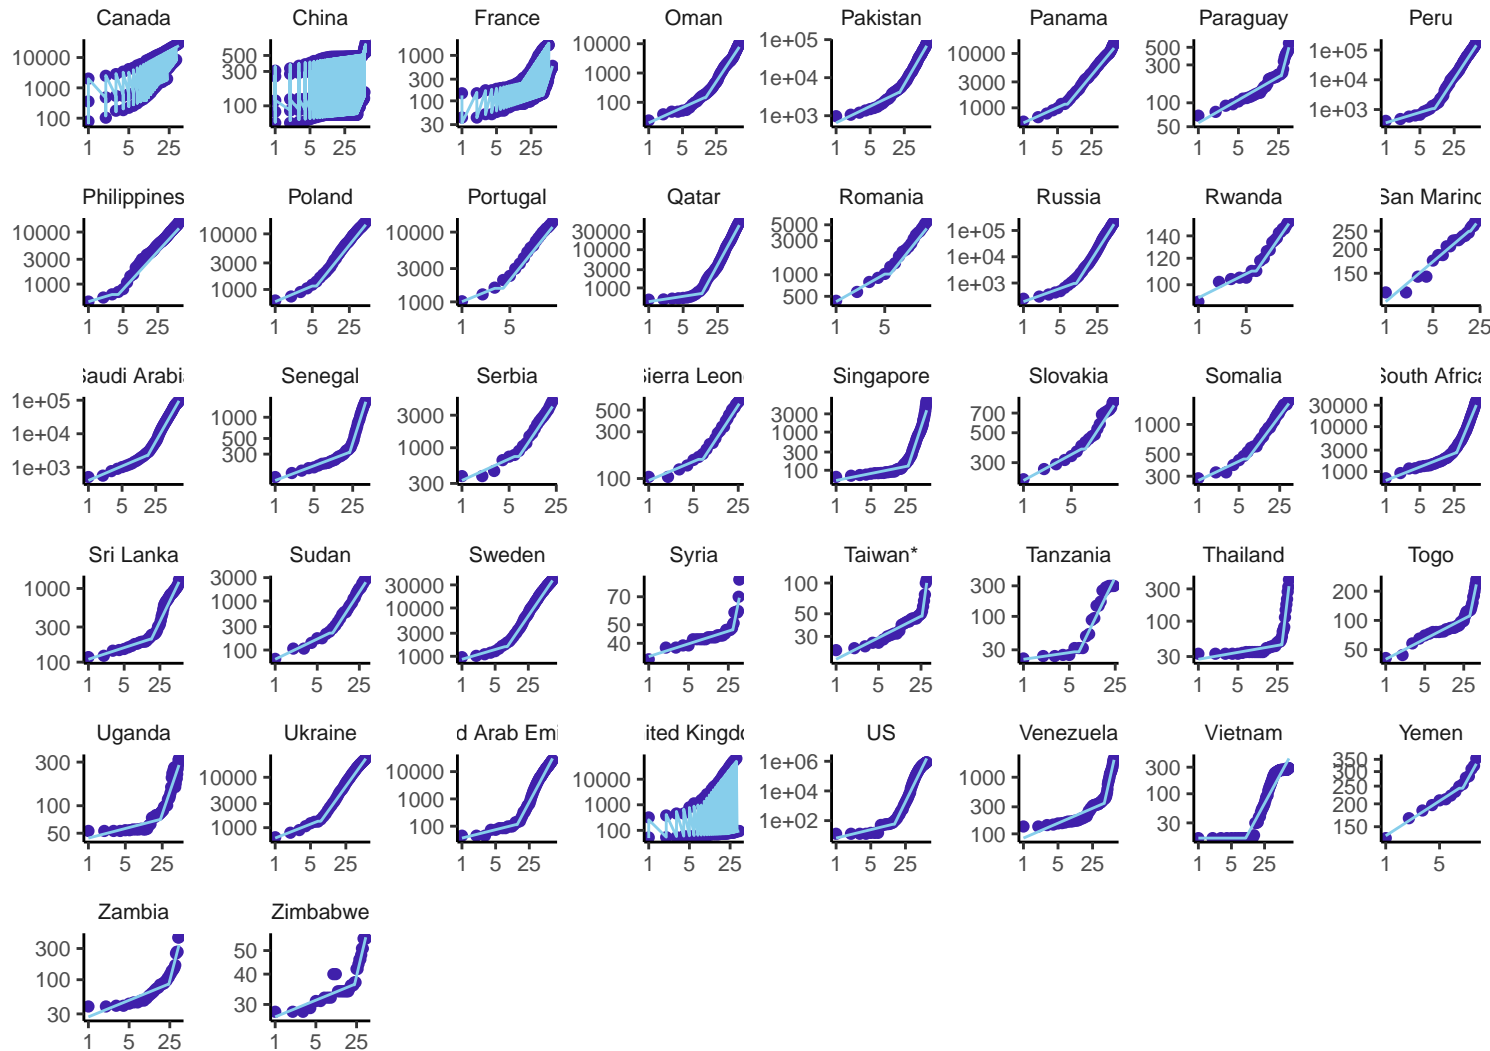 Canada China France Oman Pakistan Panama Paraguay Peru
10000 1000 100 1 5 25
500 300 100 1 5 25
1000 300 100 30 1 5 25
10000 1000 100 1 5 25
1e+05 1e+04 1e+03 1 5 25
10000 1000 1 5 25
500 300 100 50 1 5 25
1e+05 1e+04 1e+03 1 5 25
Philippines Poland Portugal Qatar Romania Russia Rwanda San Marino
10000 3000 1000 1 5 25
10000 3000 1000 1 5 25
10000 3000 1000 1 5
30000 10000 3000 1000 1 5 25
5000 3000 1000 500 1 5
1e+05 1e+04 1e+03 1 5 25
140 120 100 1 5
250 200 150 1 5 25
Saudi Arabia Senegal Serbia Sierra Leone Singapore Slovakia Somalia South Africa
1e+05 1e+04 1e+03 1 5 25
1000 500 300 1 5 25
3000 1000 300 1 5 25
500 300 100 1 5 25
3000 1000 300 100 1 5 25
700 500 300 1 5
1000 500 300 1 5 25
30000 10000 3000 1000 1 5 25
Sri Lanka Sudan Sweden Syria Taiwan* Tanzania Thailand Togo
1000 300 100 1 5 25
3000 1000 300 100 1 5 25
30000 10000 3000 1000 1 5 25
70 50 40 1 5 25
100 50 30 1 5 25
300 100 30 1 5 25
300 100 30 1 5 25
200 100 50 1 5 25
Uganda Ukraine d Arab Emi ited Kingdo US Venezuela Vietnam Yemen
300 100 50 1 5 25
10000 3000 1000 1 5 25
10000 1000 100 1 5 25
10000 1000 100 1 5 25
1e+06 1e+04 1e+02 1 5 25
1000 300 100 1 5 25
300 100 30 1 5 25
350 300 250 200 150 1 5
Zambia Zimbabwe
300 100 30 1 5 25
50 40 30 1 5 25